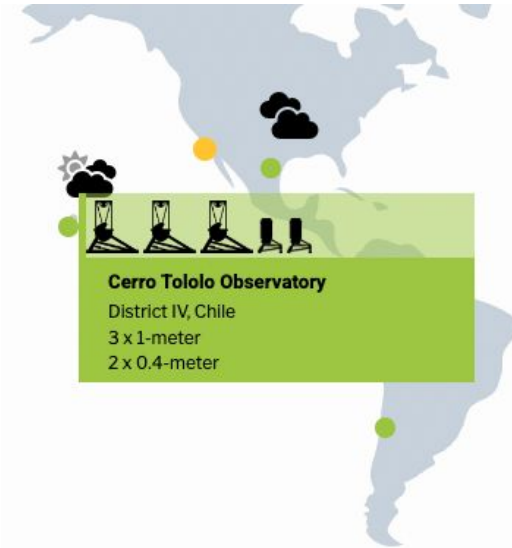 Cerro Tololo Observatory
District IV, Chile
3 x 1-meter
2 x 0.4-meter